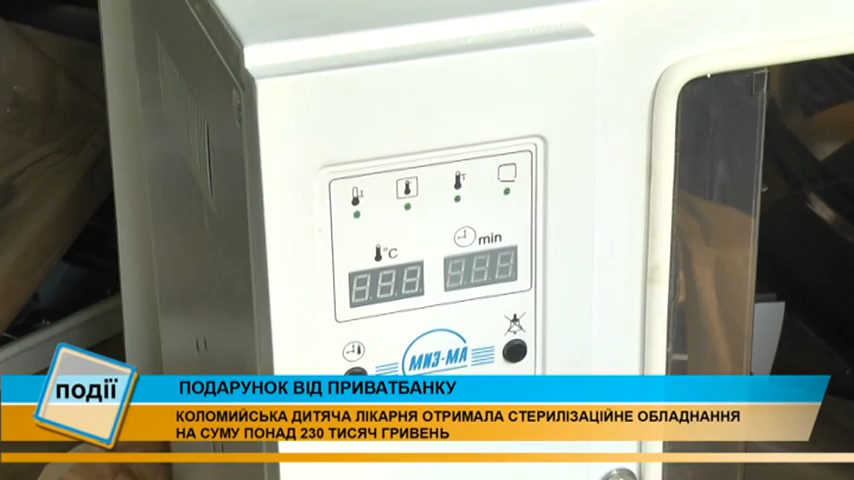 °C
min
888
888
МИЗ-МА
події
ПОДАРУНОК ВІД ПРИВАТБАНКУ
КОЛОМИЙСЬКА ДИТЯЧА ЛІКАРНЯ ОТРИМАЛА СТЕРИЛІЗАЦІЙНЕ ОБЛАДНАННЯ
НА СУМУ ПОНАД 230 ТИСЯЧ ГРИВЕНЬ